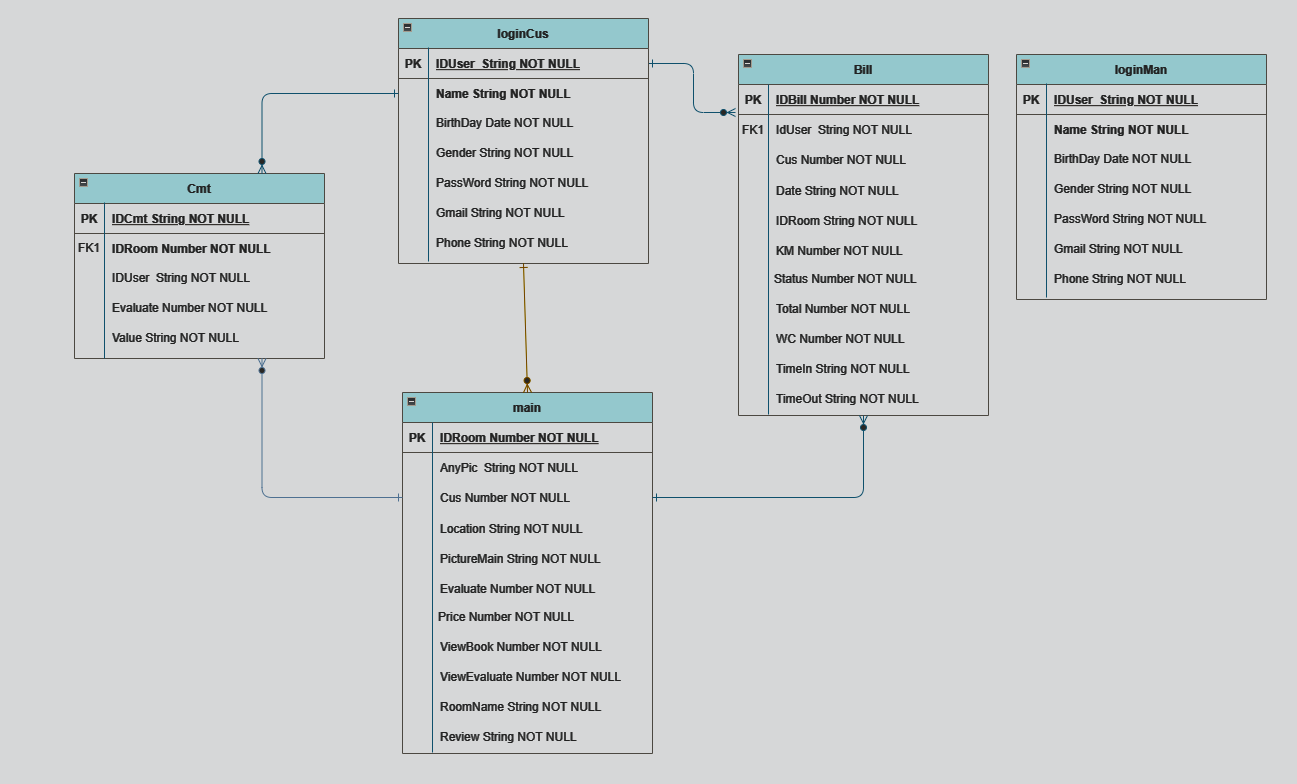 loginCus
PK IDUser  String NOT NULL
Name String NOT NULL
BirthDay Date NOT NULL
Gender String NOT NULL
PassWord String NOT NULL
Gmail String NOT NULL
Phone String NOT NULL
Bill
PK IDBill Number NOT NULL
FK1 IdUser  String NOT NULL
Cus Number NOT NULL
Date String NOT NULL
IDRoom String NOT NULL
KM Number NOT NULL
Status Number NOT NULL
Total Number NOT NULL
WC Number NOT NULL
TimeIn String NOT NULL
TimeOut String NOT NULL
loginMan
PK IDUser  String NOT NULL
Name String NOT NULL
BirthDay Date NOT NULL
Gender String NOT NULL
PassWord String NOT NULL
Gmail String NOT NULL
Phone String NOT NULL
Cmt
PK IDCmt String NOT NULL
FK1 IDRoom Number NOT NULL
IDUser  String NOT NULL
Evaluate Number NOT NULL
Value String NOT NULL
main
PK IDRoom Number NOT NULL
AnyPic  String NOT NULL
Cus Number NOT NULL
Location String NOT NULL
PictureMain String NOT NULL
Evaluate Number NOT NULL
Price Number NOT NULL
ViewBook Number NOT NULL
ViewEvaluate Number NOT NULL
RoomName String NOT NULL
Review String NOT NULL